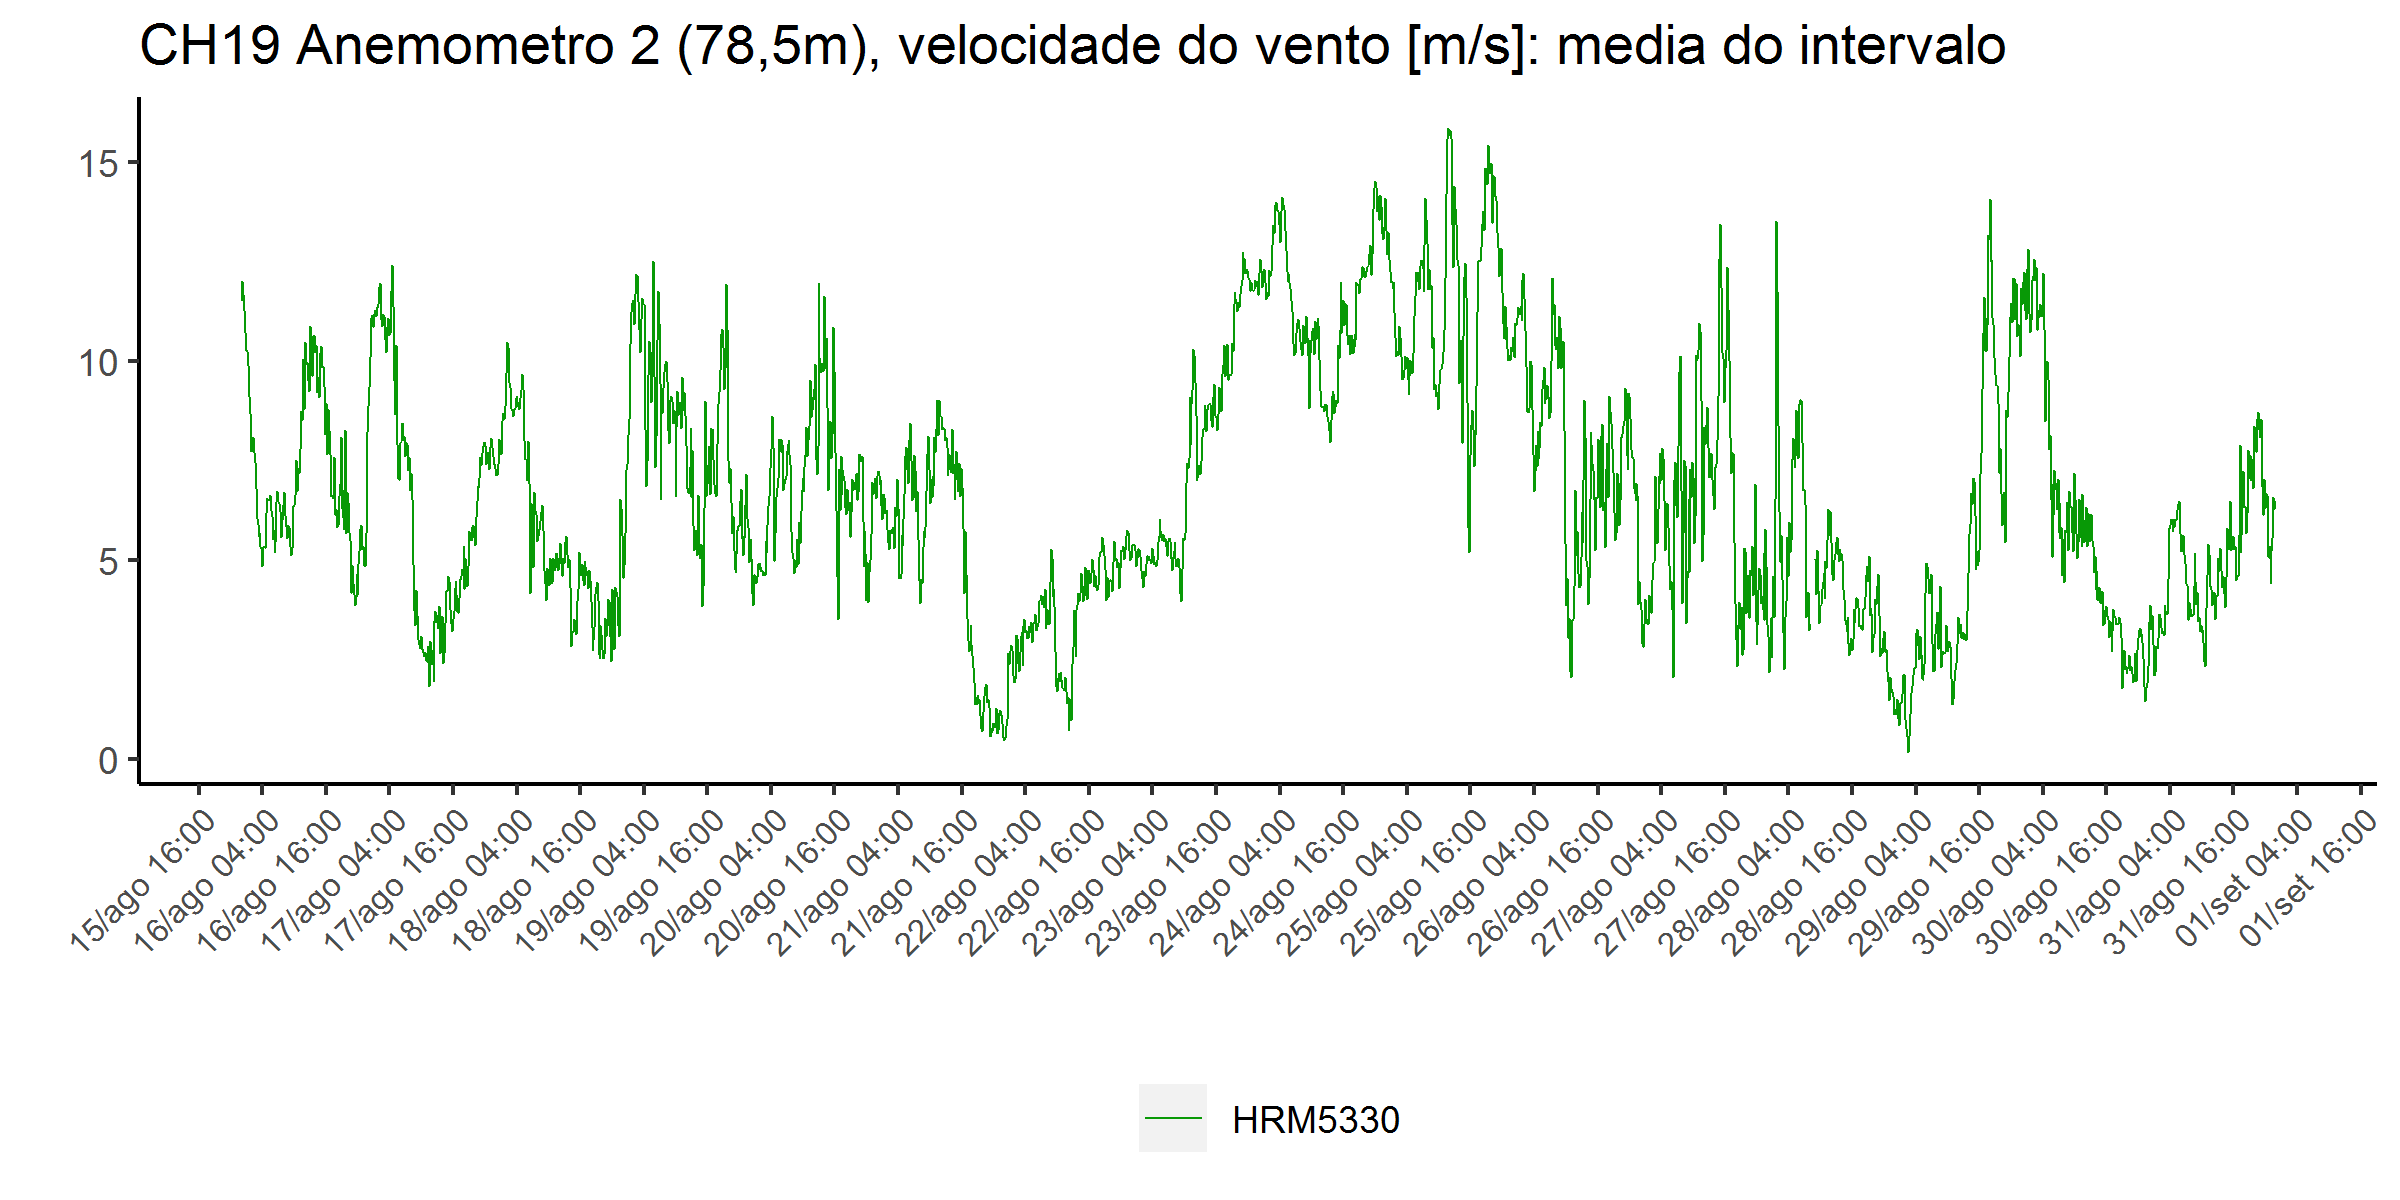 CH19 Anemometro 2 (78,5m), velocidade do vento [m/s]: media do intervalo
15
10
5
0
15/ago 16:00
16/ago 04:00
16/ago 16:00
17/ago 04:00
17/ago 16:00
18/ago 04:00
18/ago 16:00
19/ago 04:00
19/ago 16:00
20/ago 04:00
20/ago 16:00
21/ago 04:00
21/ago 16:00
22/ago 04:00
22/ago 16:00
23/ago 04:00
23/ago 16:00
24/ago 04:00
24/ago 16:00
25/ago 04:00
25/ago 16:00
26/ago 04:00
26/ago 16:00
27/ago 04:00
27/ago 16:00
28/ago 04:00
28/ago 16:00
29/ago 04:00
29/ago 16:00
30/ago 04:00
30/ago 16:00
31/ago 04:00
31/ago 16:00
01/set 04:00
01/set 16:00
HRM5330